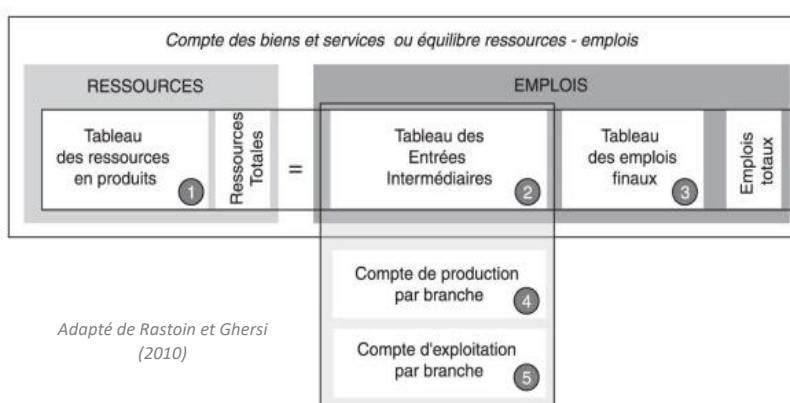 Compte des biens et services ou équilibre ressources - emplois
RESSOURCES
EMPLOIS
Tableau
des ressources
en produits
1
Ressources
Totales
=
Tableau des
Entrées
Intermédiaires
2
Tableau
des emplois
finaux
3
Emplois
totaux
Compte de production
par branche
4
Compte d'exploitation
par branche
5
Adapté de Rastoin et Ghersi
(2010)